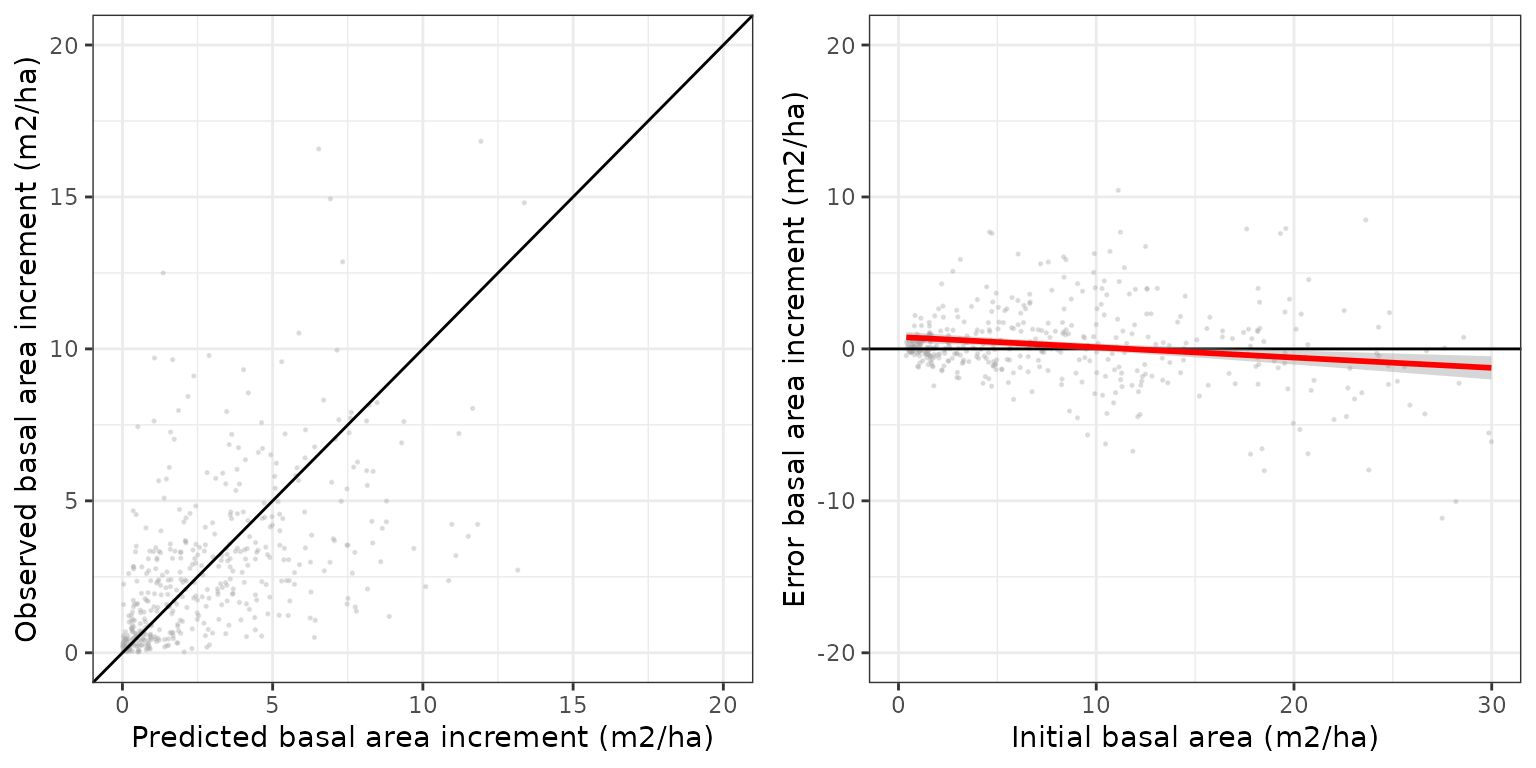 Observed basal area increment (m2/ha)
20
15
10
5
0
0 5 10 15 20
Predicted basal area increment (m2/ha)
Error basal area increment (m2/ha)
20
10
0
-10
-20
0 10 20 30
Initial basal area (m2/ha)